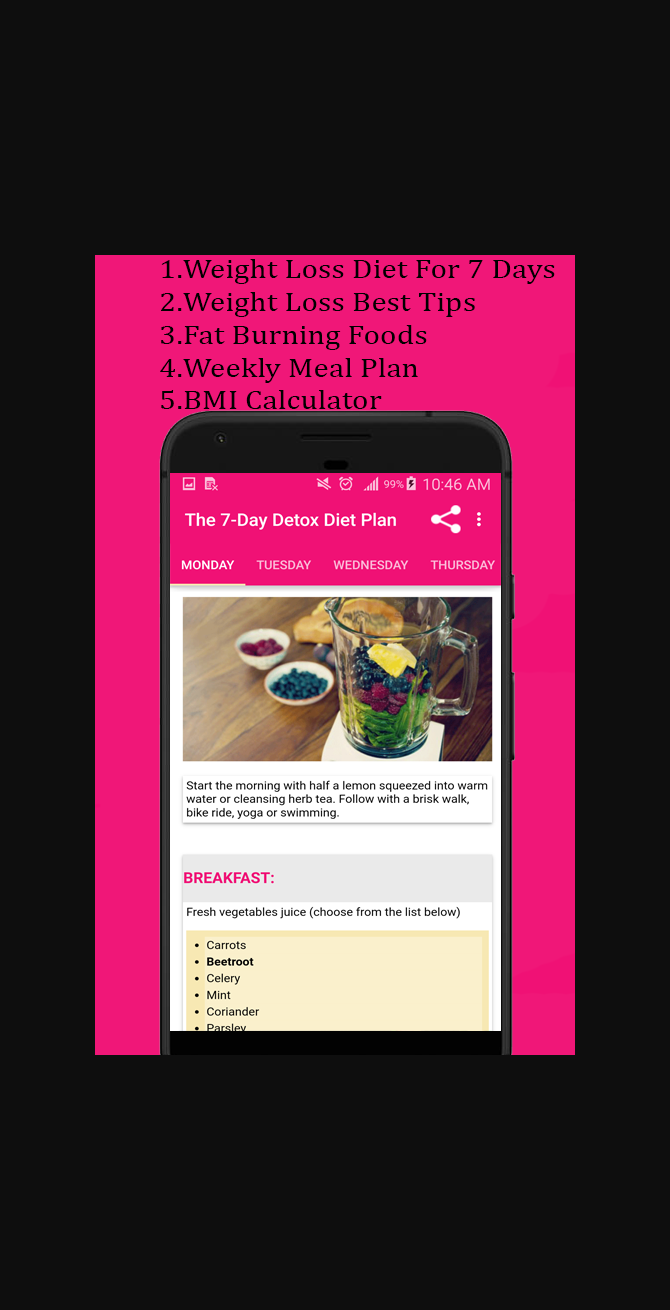 1.Weight Loss Diet For 7 Days
2.Weight Loss Best Tips
3.Fat Burning Foods
4.Weekly Meal Plan
5.BMI Calculator
99% 10:46 AM
The 7-Day Detox Diet Plan
MONDAY TUESDAY WEDNESDAY THURSDAY
Start the morning with half a lemon squeezed into warm
water or cleansing herb tea. Follow with a brisk walk,
bike ride, yoga or swimming.
BREAKFAST:
Fresh vegetables juice (choose from the list below)
• Carrots
• Beetroot
• Celery
• Mint
• Coriander
• Parsley